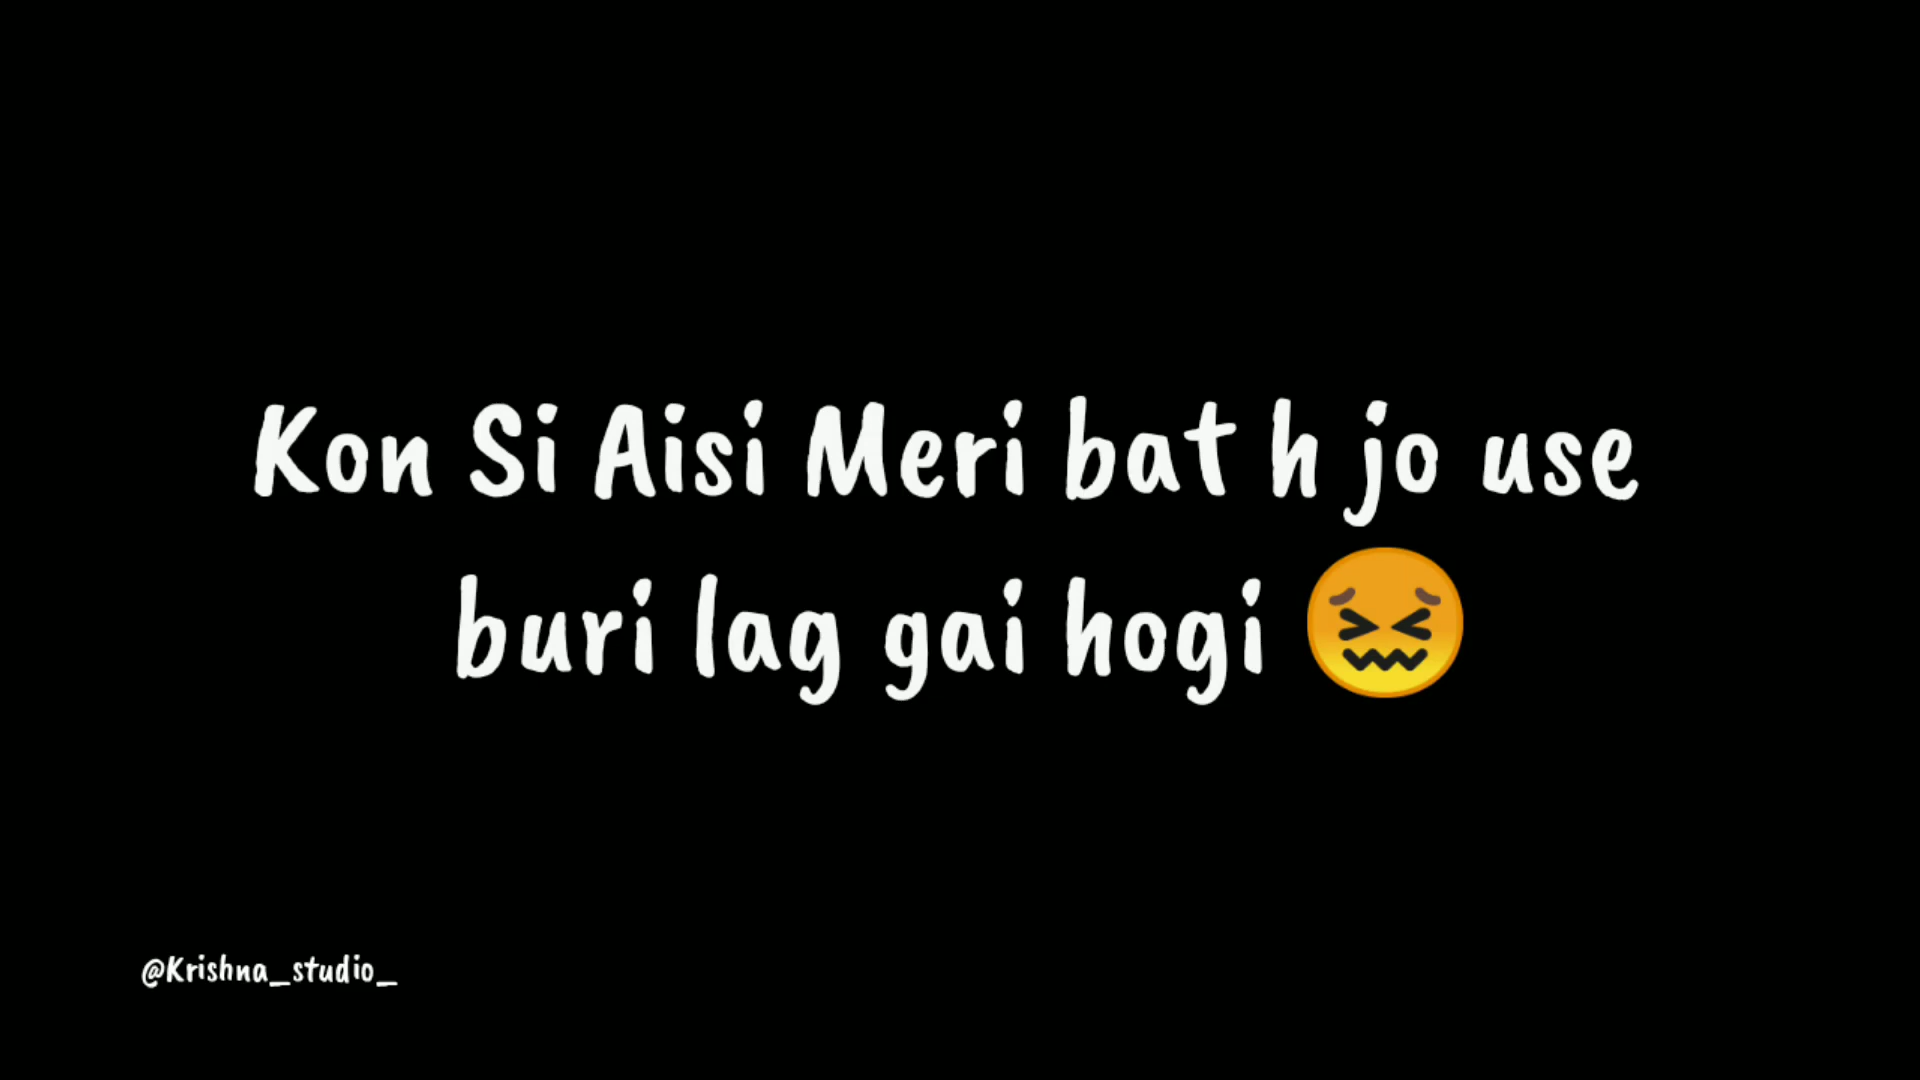 Kon Si Aisi Meri bat h jo use
buri lag gai hogi 😖
@Krishna_studio_